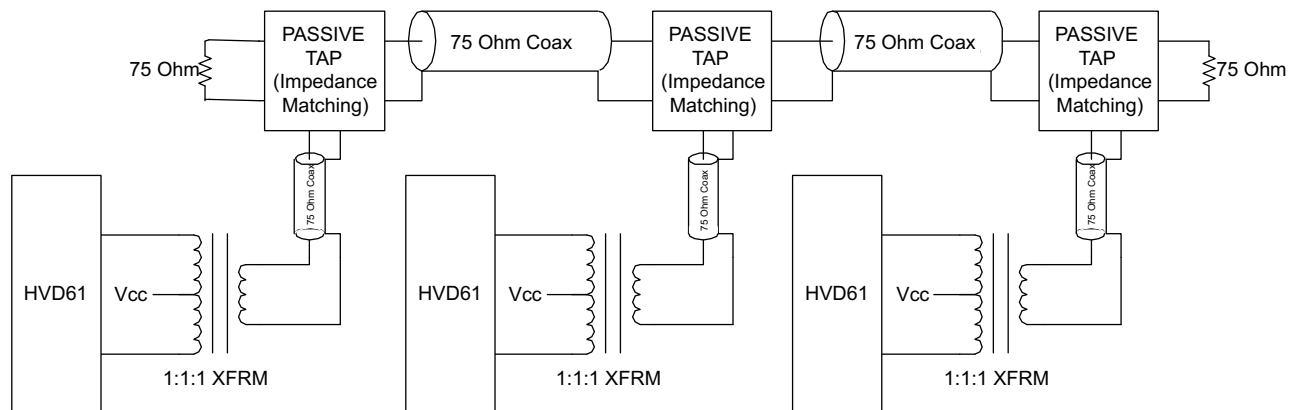 PASSIVE
TAP
(Impedance
Matching)
75 Ohm Coax
PASSIVE
TAP
(Impedance
Matching)
75 Ohm Coax
PASSIVE
TAP
(Impedance
Matching)
75 Ohm
75 Ohm
75 Ohm Coax
75 Ohm Coax
75 Ohm Coax
HVD61
Vcc
HVD61
Vcc
HVD61
Vcc
1:1:1 XFRM
1:1:1 XFRM
1:1:1 XFRM